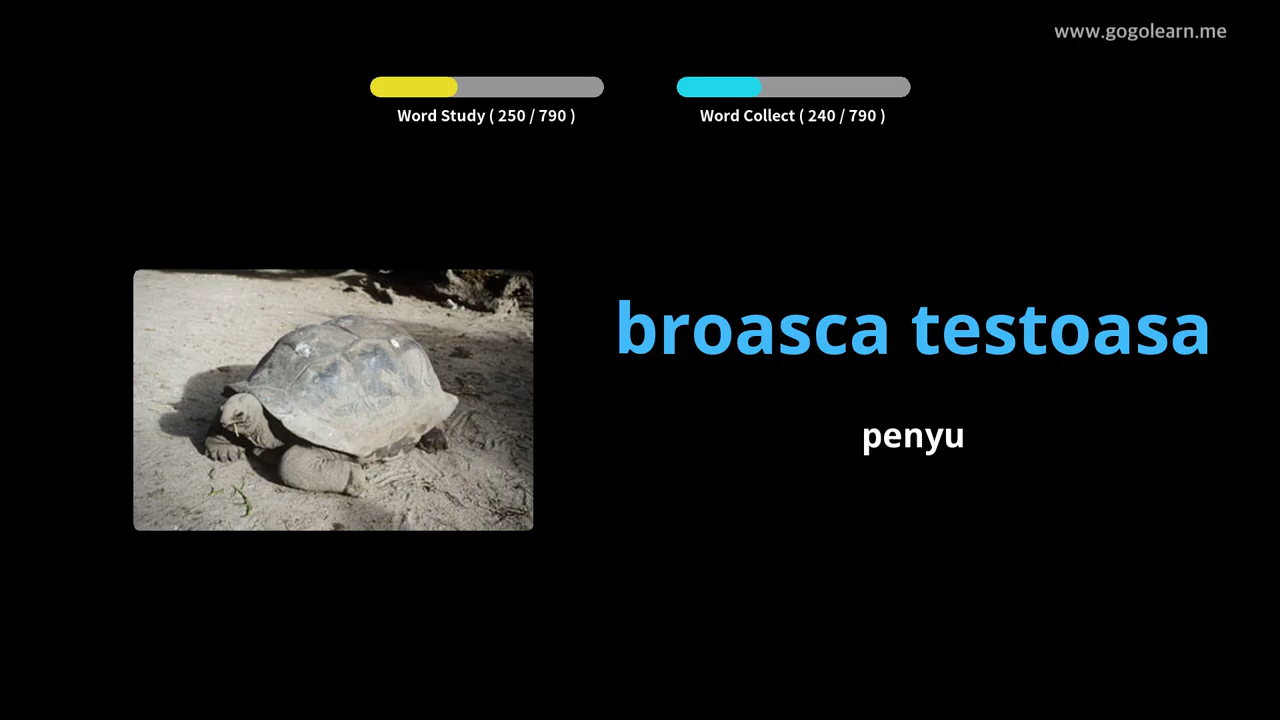 www.gogolearn.me
Word Study ( 250 / 790 )
Word Collect ( 240 / 790 )
broasca testoasa
penyu